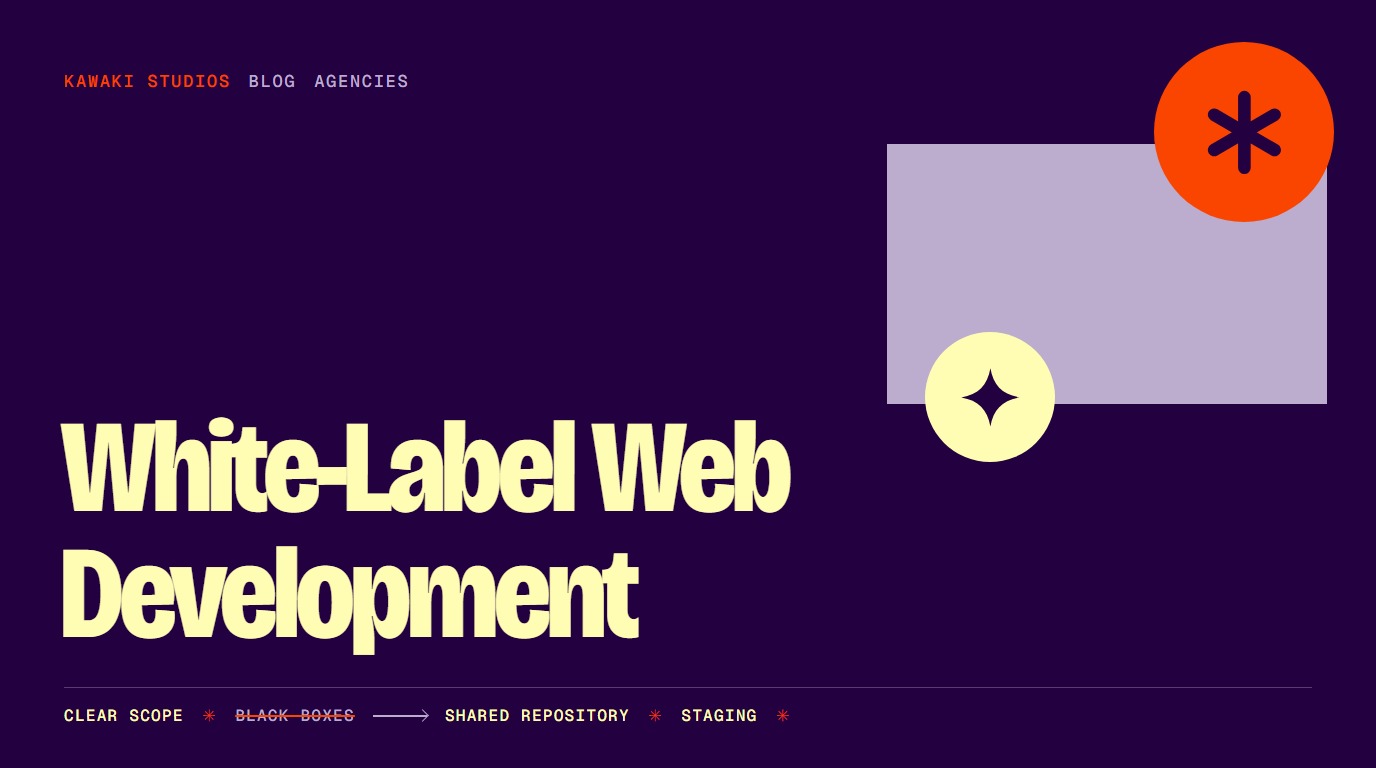 KAWAKI STUDIOS BLOG AGENCIES
White-Label Web
Development
CLEAR SCOPE BLACK BOXES SHARED REPOSITORY STAGING